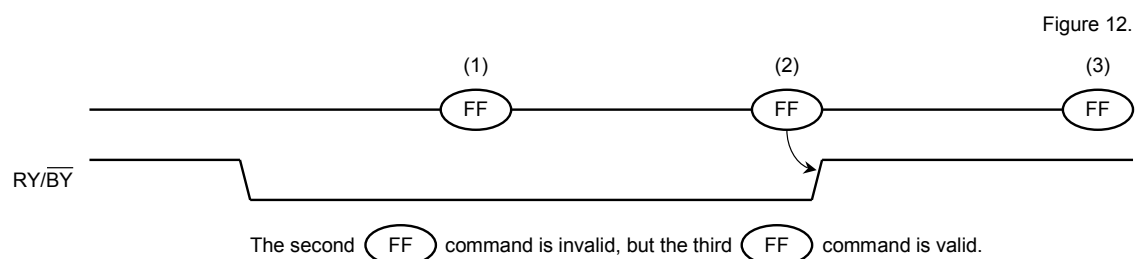 Figure 12.
(1) (2) (3)
FF FF FF
RY/B̅Y̅
The second FF command is invalid, but the third FF command is valid.